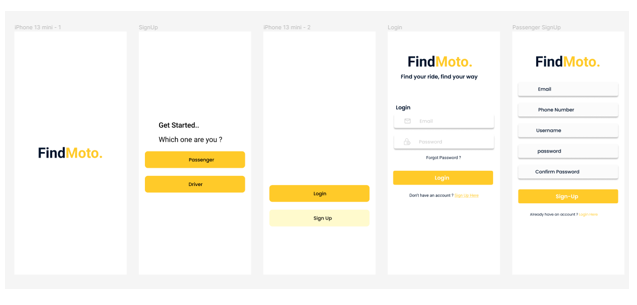 iPhone 13 mini - 1
FindMoto.
SignUp
Get Started..
Which one are you ?
Passenger
Driver
iPhone 13 mini - 2
Login
Sign Up
Login
FindMoto.
Find your ride, find your way
Login
Email
Password
Forgot Password ?
Login
Don't have an account ? Sign up here
Passenger SignUp
FindMoto.
Email
Phone Number
Username
password
Confirm Password
Sign-Up
Already have an account ? Login here